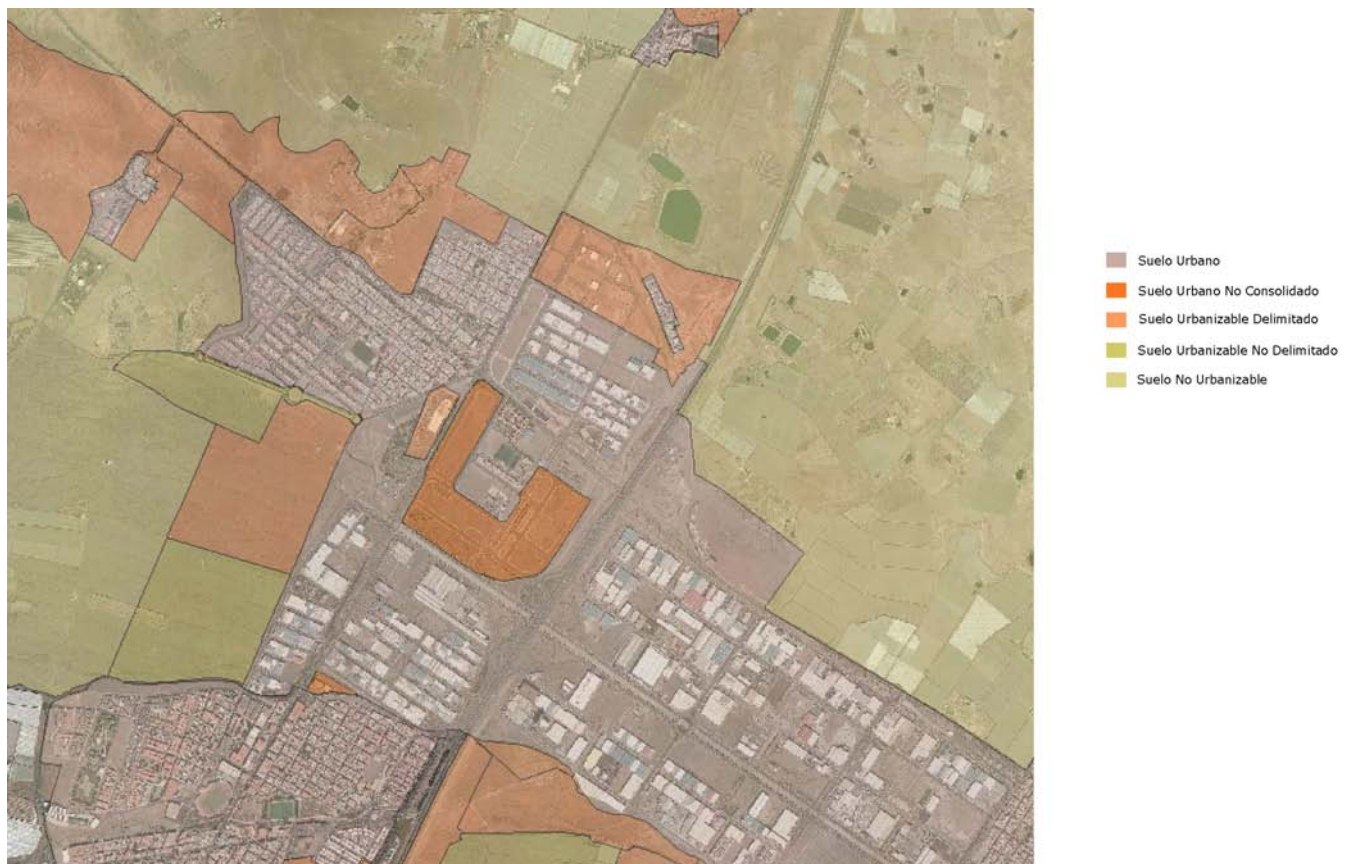 Suelo Urbano
Suelo Urbano No Consolidado
Suelo Urbanizable Delimitado
Suelo Urbanizable No Delimitado
Suelo No Urbanizable